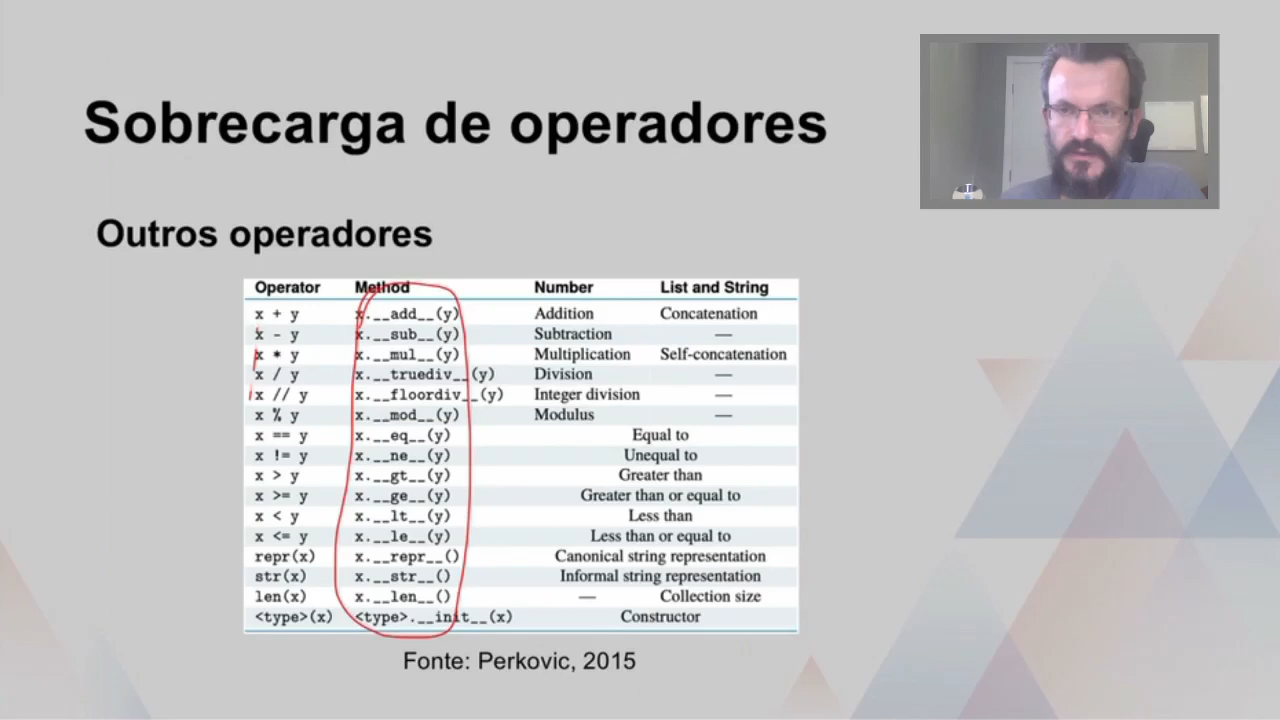 Sobrecarga de operadores
Outros operadores
Operator Method Number List and String
x + y x.__add__(y) Addition Concatenation
x - y x.__sub__(y) Subtraction —
x * y x.__mul__(y) Multiplication Self-concatenation
x / y x.__truediv__(y) Division —
x // y x.__floordiv__(y) Integer division —
x % y x.__mod__(y) Modulus —
x == y x.__eq__(y) Equal to
x != y x.__ne__(y) Unequal to
x > y x.__gt__(y) Greater than
x >= y x.__ge__(y) Greater than or equal to
x < y x.__lt__(y) Less than
x <= y x.__le__(y) Less than or equal to
repr(x) x.__repr__() Canonical string representation
str(x) x.__str__() Informal string representation
len(x) x.__len__() — Collection size
<type>(x) <type>.__init__(x) Constructor
Fonte: Perkovic, 2015